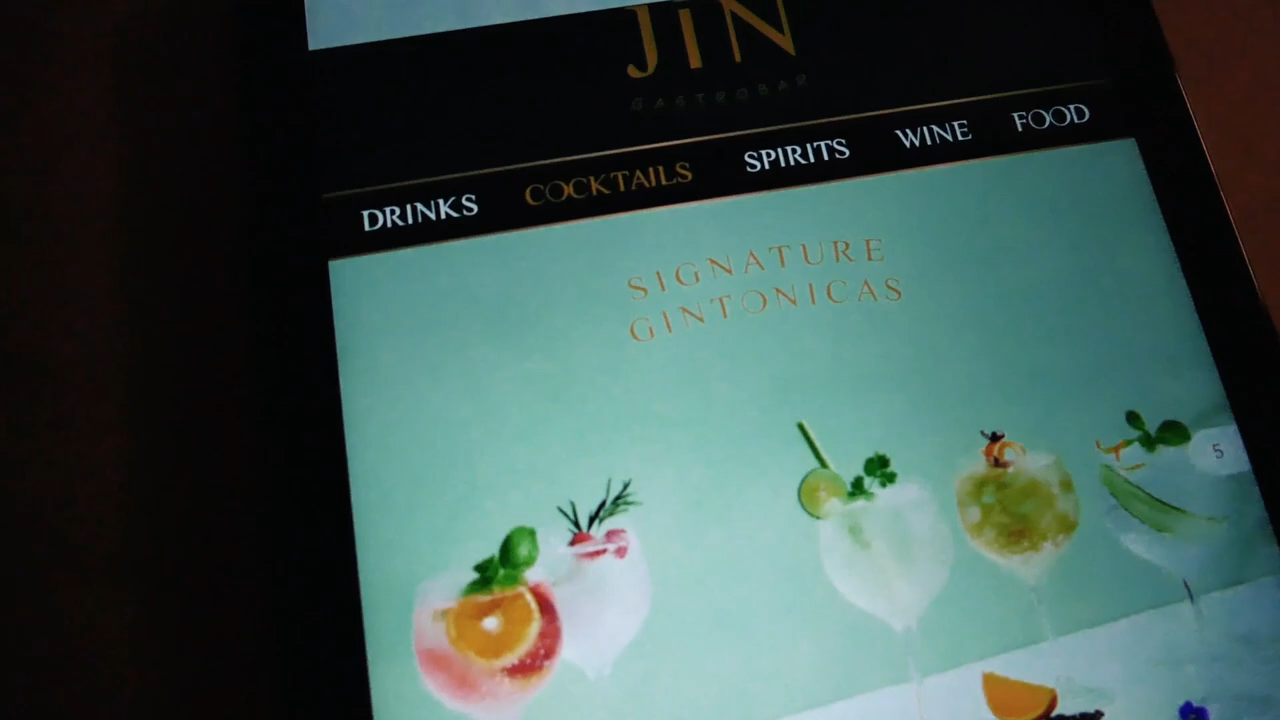 JIN
GASTROBAR
DRINKS COCKTAILS SPIRITS WINE FOOD
SIGNATURE
GINTONICAS
5